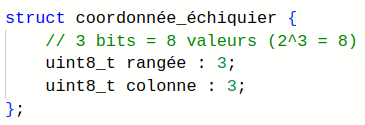 struct coordonnée_échiquier {
    // 3 bits = 8 valeurs (2^3 = 8)
    uint8_t rangée : 3;
    uint8_t colonne : 3;
};